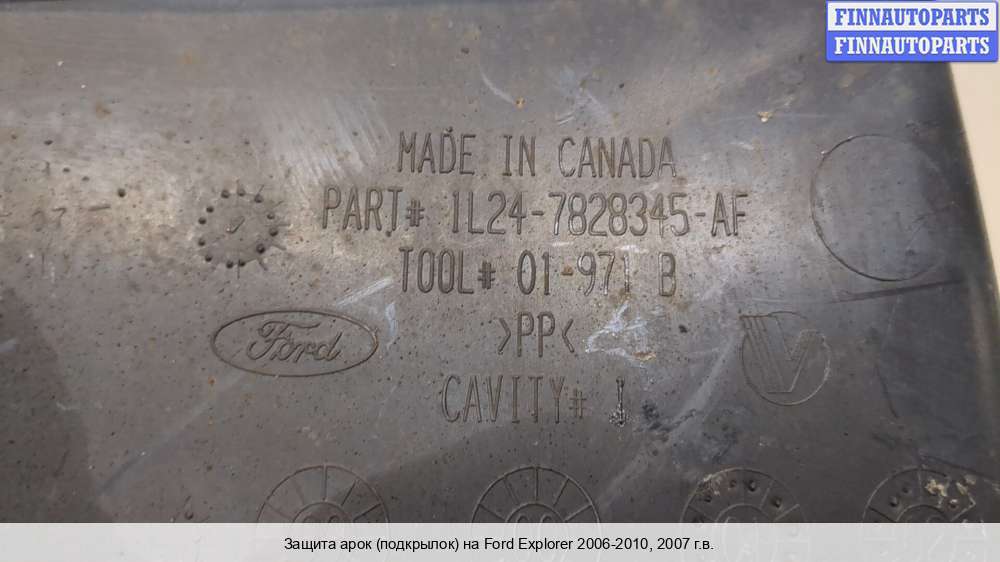 FINNAUTOPARTS
FINNAUTOPARTS
MADE IN CANADA
PART# 1L24-7828345-AF
TOOL# 01-971 B
>PP<
Ford
CAVITY# 1
Защита арок (подкрылок) на Ford Explorer 2006-2010, 2007 г.в.